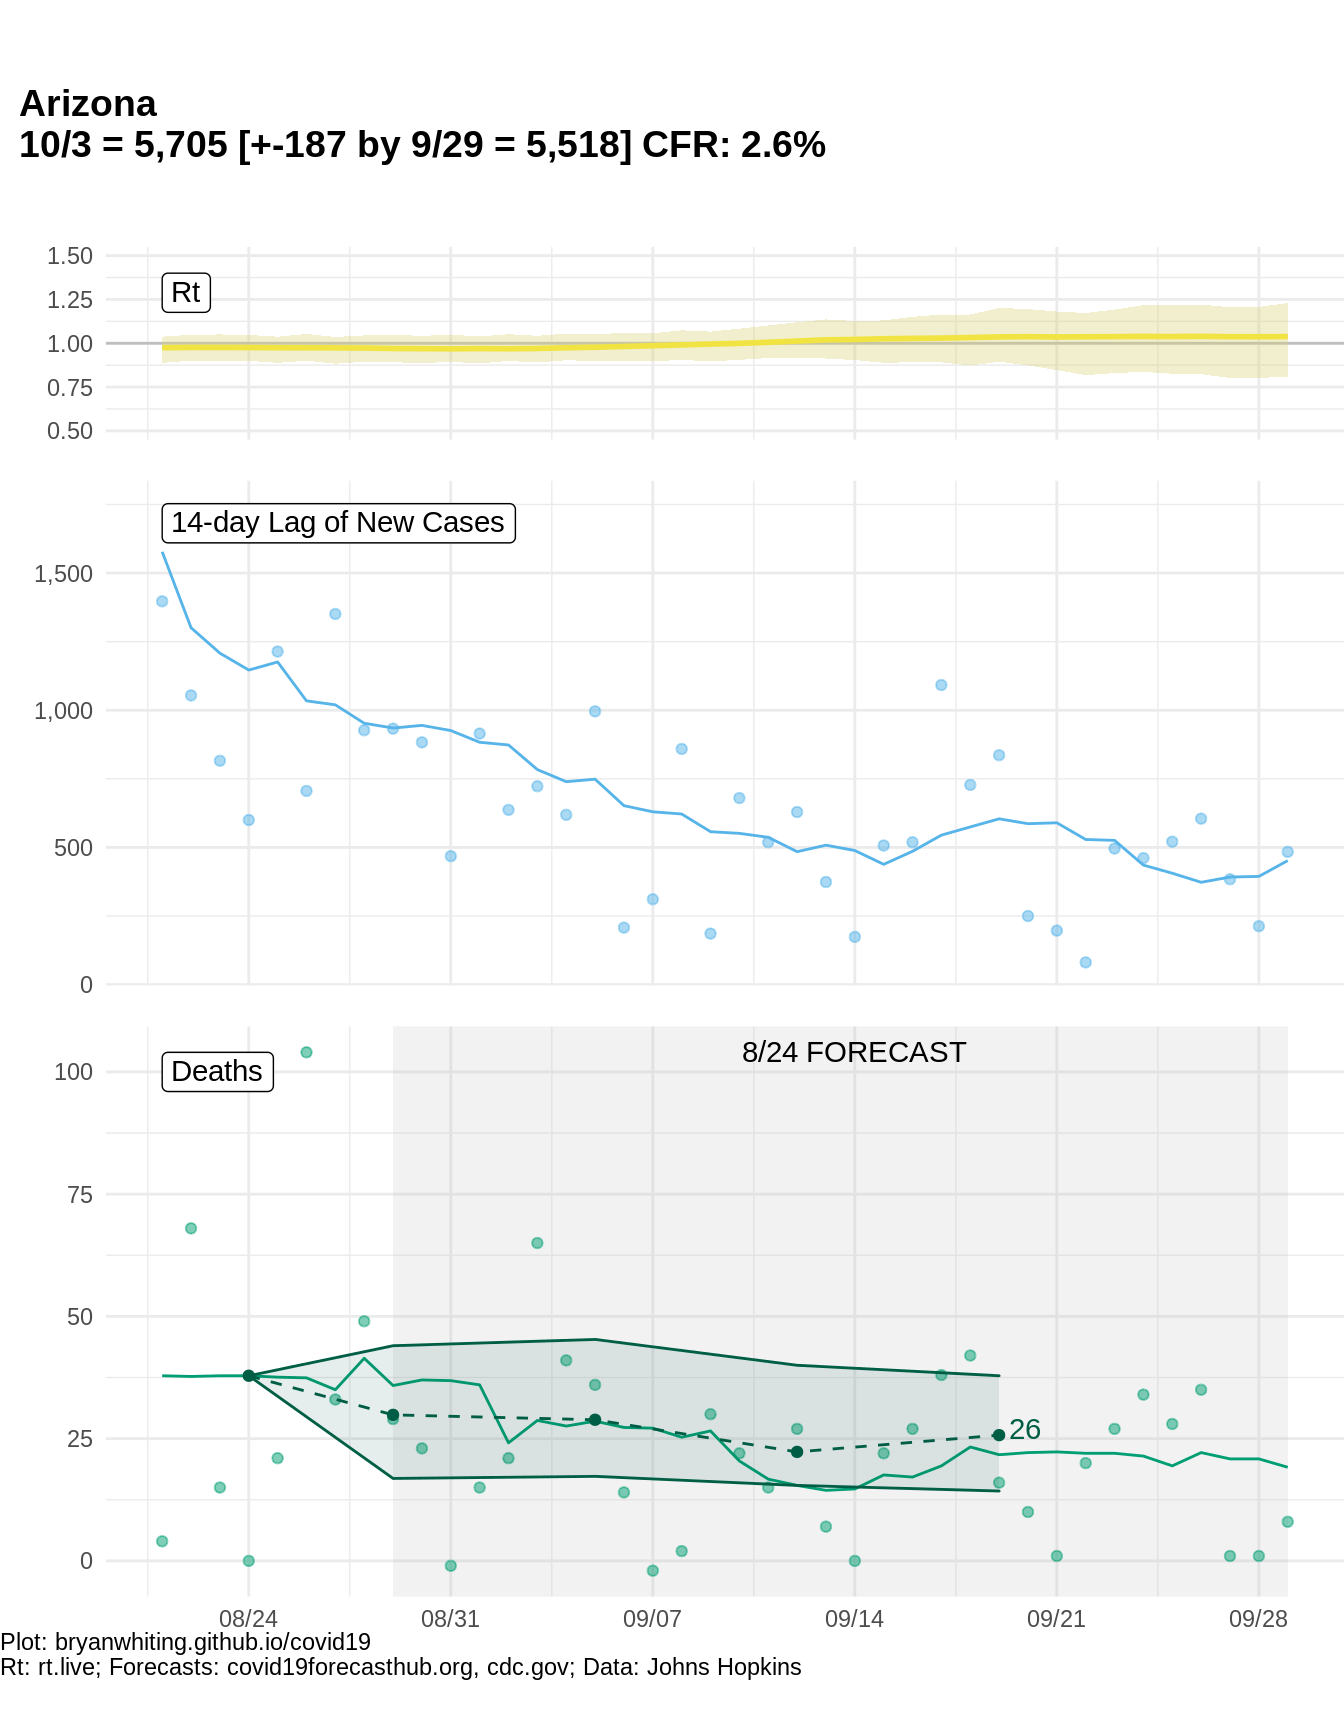 Arizona
10/3 = 5,705 [+-187 by 9/29 = 5,518] CFR: 2.6%
1.50
Rt
1.25
1.00
0.75
0.50
14-day Lag of New Cases
1,500
1,000
500
0
8/24 FORECAST
Deaths
100
75
50
26
25
0
08/24 08/31 09/07 09/14 09/21 09/28
Plot: bryanwhiting.github.io/covid19
Rt: rt.live; Forecasts: covid19forecasthub.org, cdc.gov; Data: Johns Hopkins